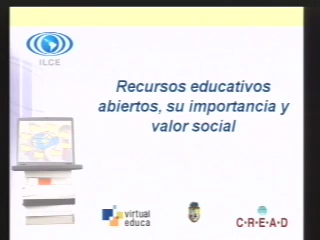 ILCE
Recursos educativos
abiertos, su importancia y
valor social
virtual
educa
C·R·E·A·D